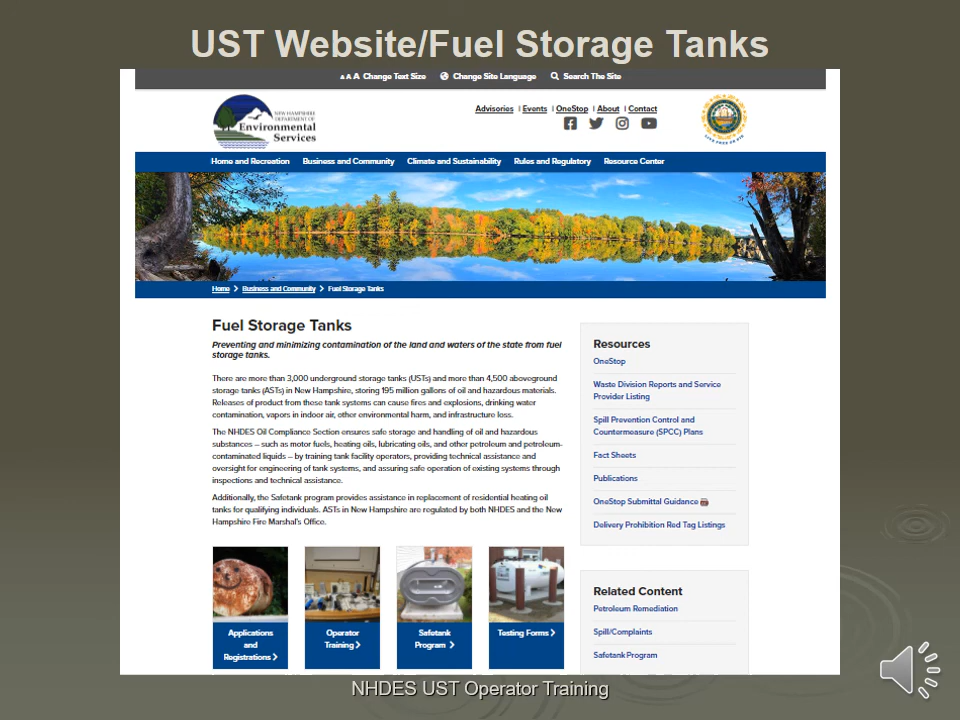 UST Website/Fuel Storage Tanks
A A A Change Text Size Change Site Language Search The Site
NEW HAMPSHIRE
DEPARTMENT OF
Environmental
Services
Advisories | Events | OneStop | About | Contact
Home and Recreation Business and Community Climate and Sustainability Rules and Regulatory Resource Center
Home > Business and Community > Fuel Storage Tanks
Fuel Storage Tanks
Preventing and minimizing contamination of the land and waters of the state from fuel
storage tanks.
There are more than 3,000 underground storage tanks (USTs) and more than 4,500 aboveground
storage tanks (ASTs) in New Hampshire, storing 195 million gallons of oil and hazardous materials.
Releases of product from these tank systems can cause fires and explosions, drinking water
contamination, vapors in indoor air, other environmental harm, and infrastructure loss.
The NHDES Oil Compliance Section ensures safe storage and handling of oil and hazardous
substances – such as motor fuels, heating oils, lubricating oils, and other petroleum and petroleum-
contaminated liquids – by training tank facility operators, providing technical assistance and
oversight for engineering of tank systems, and assuring safe operation of existing systems through
inspections and technical assistance.
Additionally, the Safetank program provides assistance in replacement of residential heating oil
tanks for qualifying individuals. ASTs in New Hampshire are regulated by both NHDES and the New
Hampshire Fire Marshal's Office.
Applications
and
Registrations >
Operator
Training >
Safetank
Program >
Testing Forms >
Resources
OneStop
Waste Division Reports and Service
Provider Listing
Spill Prevention Control and
Countermeasure (SPCC) Plans
Fact Sheets
Publications
OneStop Submittal Guidance
Delivery Prohibition Red Tag Listings
Related Content
Petroleum Remediation
Spill/Complaints
Safetank Program
NHDES UST Operator Training